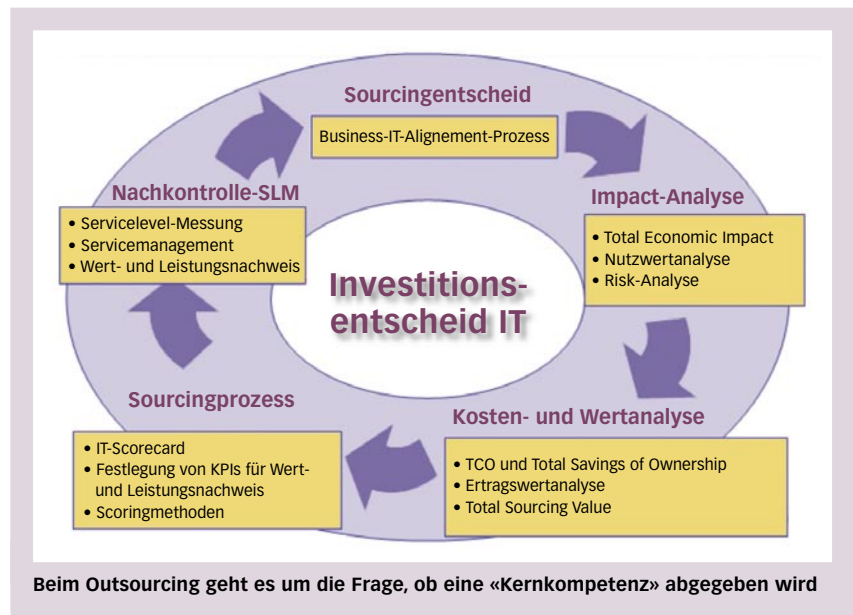 Sourcingentscheid
Business-IT-Alignement-Prozess
Impact-Analyse
• Total Economic Impact
• Nutzwertanalyse
• Risk-Analyse
Kosten- und Wertanalyse
• TCO und Total Savings of Ownership
• Ertragswertanalyse
• Total Sourcing Value
Sourcingprozess
• IT-Scorecard
• Festlegung von KPIs für Wert-
und Leistungsnachweis
• Scoringmethoden
Nachkontrolle-SLM
• Servicelevel-Messung
• Servicemanagement
• Wert- und Leistungsnachweis
Investitions-
entscheid IT
Beim Outsourcing geht es um die Frage, ob eine «Kernkompetenz» abgegeben wird